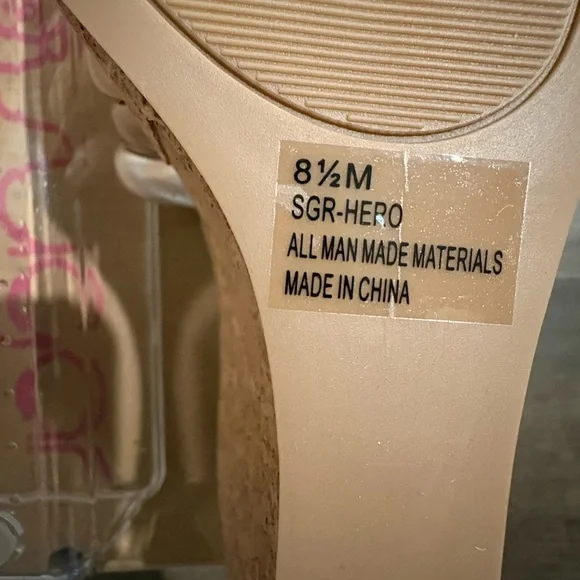 8½M
SGR-HERO
ALL MAN MADE MATERIALS
MADE IN CHINA